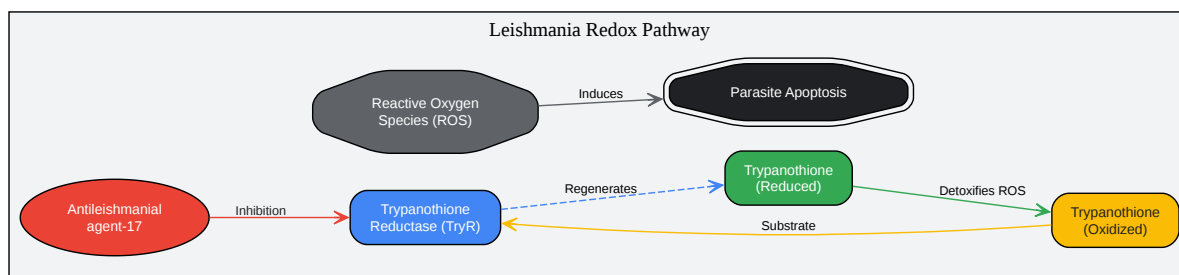 Leishmania Redox Pathway
Reactive Oxygen
Species (ROS)
Induces
Parasite Apoptosis
Antileishmanial
agent-17
Inhibition
Trypanothione
Reductase (TryR)
Regenerates
Trypanothione
(Reduced)
Detoxifies ROS
Trypanothione
(Oxidized)
Substrate